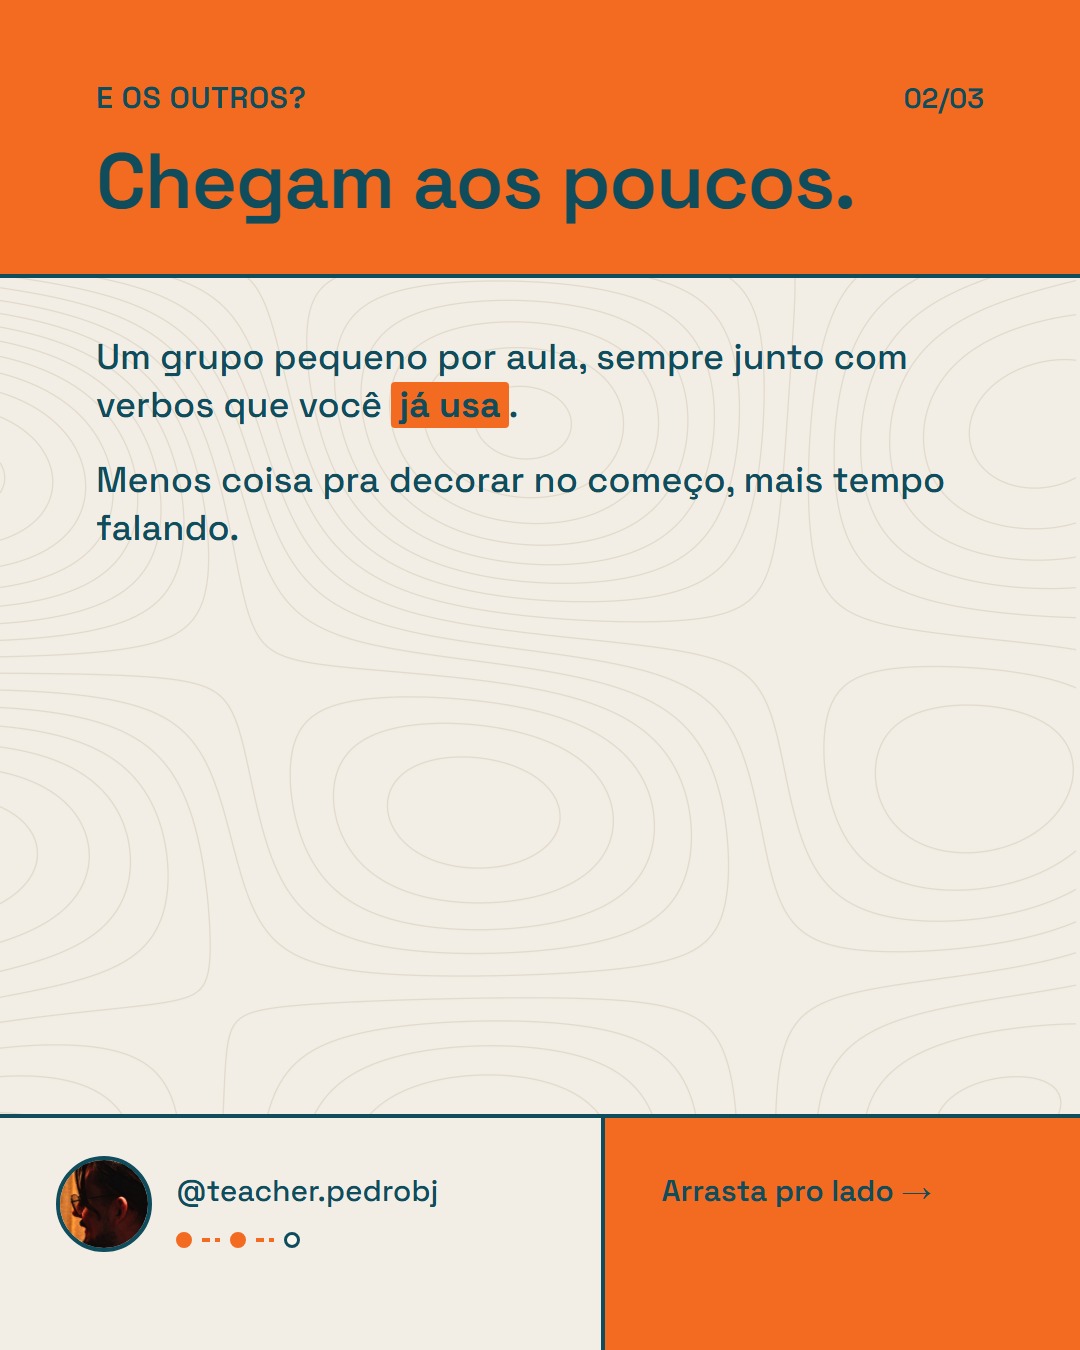 E OS OUTROS?
02/03
Chegam aos poucos.
Um grupo pequeno por aula, sempre junto com
verbos que você já usa.
Menos coisa pra decorar no começo, mais tempo
falando.
@teacher.pedrobj
Arrasta pro lado →